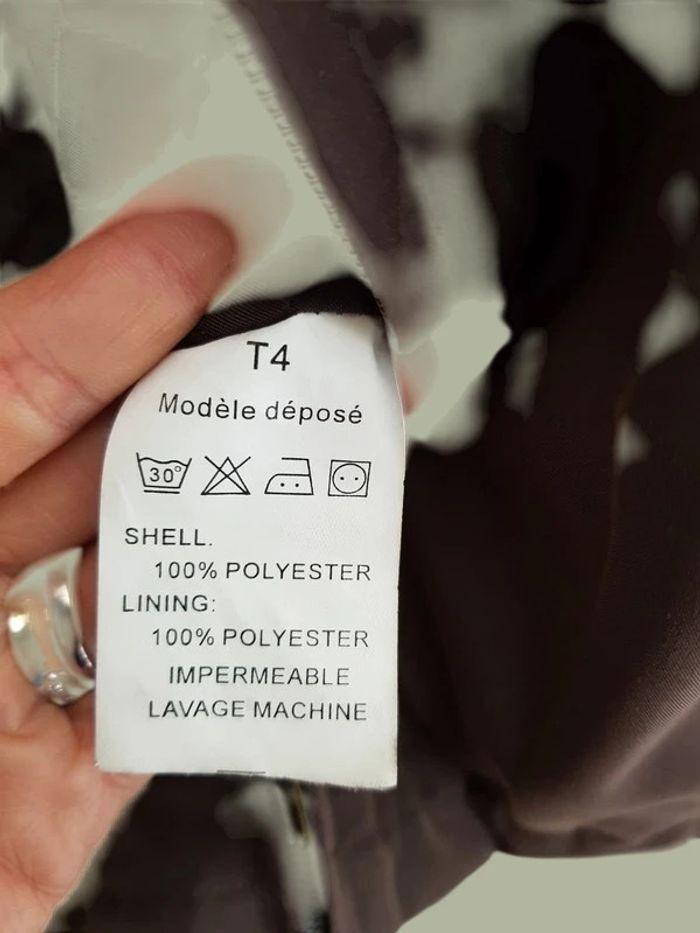 T4
Modèle déposé
30°
SHELL.
100% POLYESTER
LINING:
100% POLYESTER
IMPERMEABLE
LAVAGE MACHINE